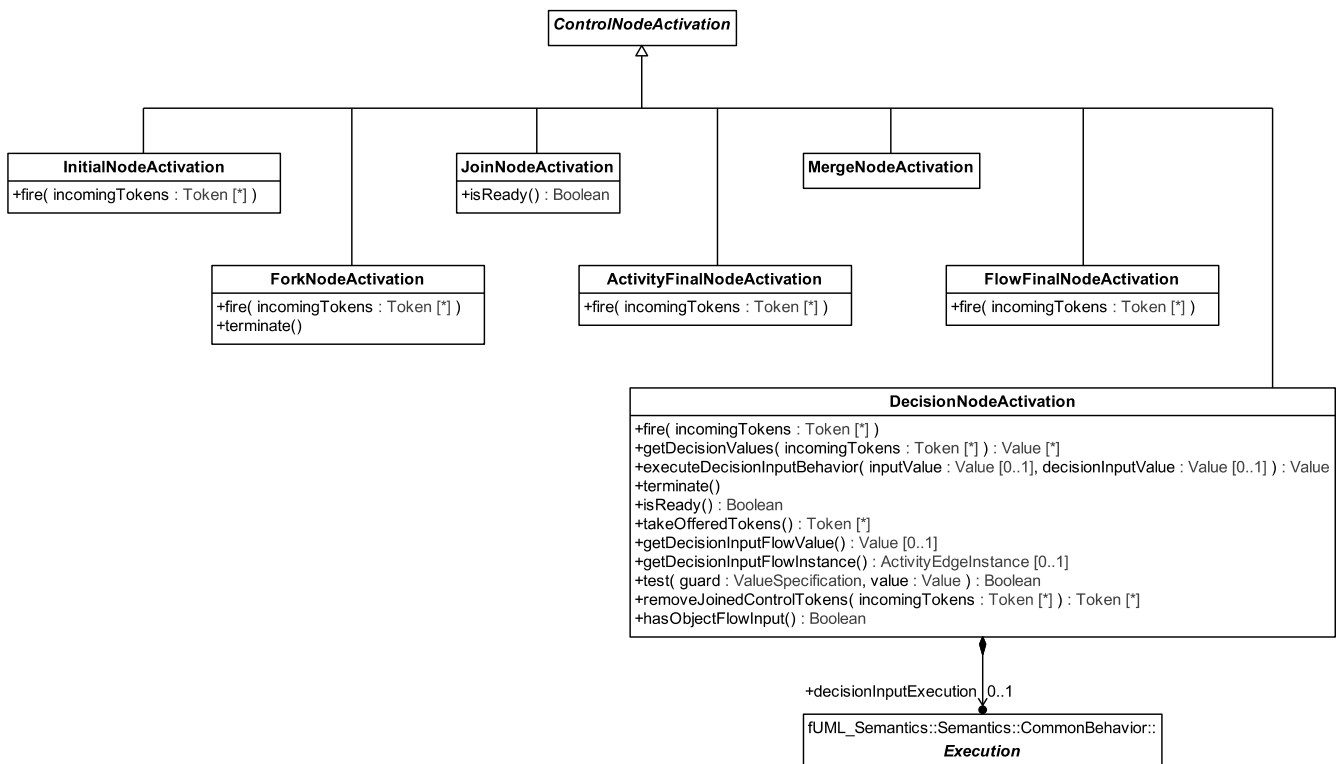 ControlNodeActivation
InitialNodeActivation
+fire( incomingTokens : Token [*] )
JoinNodeActivation
+isReady() : Boolean
MergeNodeActivation
ForkNodeActivation
+fire( incomingTokens : Token [*] )
+terminate()
ActivityFinalNodeActivation
+fire( incomingTokens : Token [*] )
FlowFinalNodeActivation
+fire( incomingTokens : Token [*] )
DecisionNodeActivation
+fire( incomingTokens : Token [*] )
+getDecisionValues( incomingTokens : Token [*] ) : Value [*]
+executeDecisionInputBehavior( inputValue : Value [0..1], decisionInputValue : Value [0..1] ) : Value
+terminate()
+isReady() : Boolean
+takeOfferedTokens() : Token [*]
+getDecisionInputFlowValue() : Value [0..1]
+getDecisionInputFlowInstance() : ActivityEdgeInstance [0..1]
+test( guard : ValueSpecification, value : Value ) : Boolean
+removeJoinedControlTokens( incomingTokens : Token [*] ) : Token [*]
+hasObjectFlowInput() : Boolean
+decisionInputExecution 0..1
fUML_Semantics::Semantics::CommonBehavior::
Execution